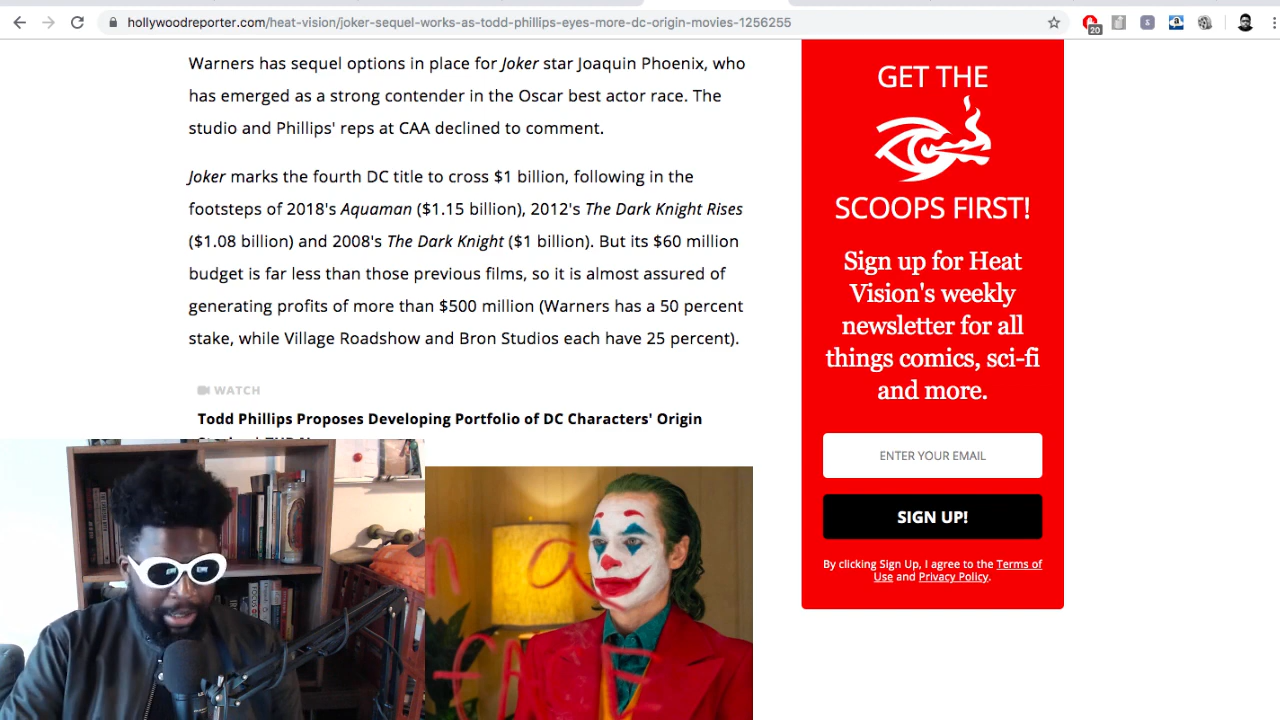 hollywoodreporter.com/heat-vision/joker-sequel-works-as-todd-phillips-eyes-more-dc-origin-movies-1256255
20
Warners has sequel options in place for Joker star Joaquin Phoenix, who
has emerged as a strong contender in the Oscar best actor race. The
studio and Phillips' reps at CAA declined to comment.
Joker marks the fourth DC title to cross $1 billion, following in the
footsteps of 2018's Aquaman ($1.15 billion), 2012's The Dark Knight Rises
($1.08 billion) and 2008's The Dark Knight ($1 billion). But its $60 million
budget is far less than those previous films, so it is almost assured of
generating profits of more than $500 million (Warners has a 50 percent
stake, while Village Roadshow and Bron Studios each have 25 percent).
WATCH
Todd Phillips Proposes Developing Portfolio of DC Characters' Origin
GET THE
SCOOPS FIRST!
Sign up for Heat
Vision's weekly
newsletter for all
things comics, sci-fi
and more.
ENTER YOUR EMAIL
SIGN UP!
By clicking Sign Up, I agree to the Terms of
Use and Privacy Policy.
n a
FACE